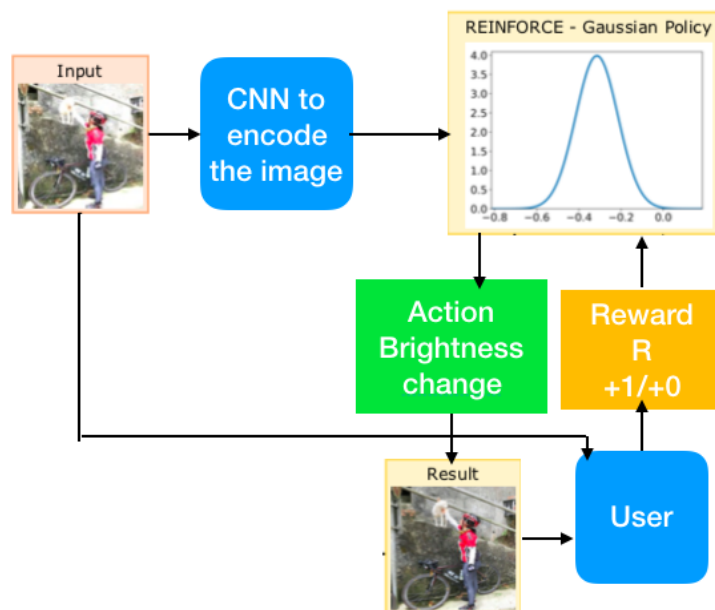 REINFORCE - Gaussian Policy
Input
CNN to
encode
the image
4.0
3.5
3.0
2.5
2.0
1.5
1.0
0.5
0.0
−0.8 −0.6 −0.4 −0.2 0.0
Action
Brightness
change
Reward
R
+1/+0
Result
User